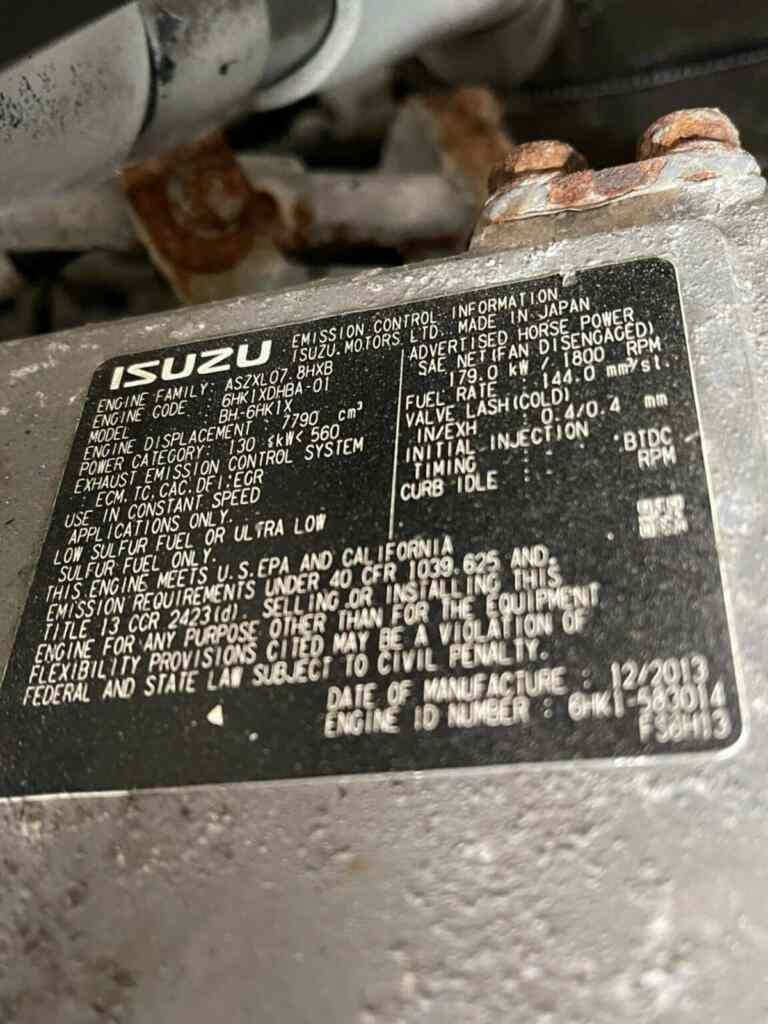 ISUZU
EMISSION CONTROL INFORMATION
ISUZU MOTORS LTD. MADE IN JAPAN
ENGINE FAMILY: ASZXL07.8HXB
ENGINE CODE : 6HK1XDHBA-01
MODEL : BH-6HK1X
ENGINE DISPLACEMENT : 7790 cm³
POWER CATEGORY: 130 ≤kW< 560
EXHAUST EMISSION CONTROL SYSTEM
: ECM, TC, CAC, DFI, EGR
USE IN CONSTANT SPEED
APPLICATIONS ONLY.
LOW SULFUR FUEL OR ULTRA LOW
SULFUR FUEL ONLY.
ADVERTISED HORSE POWER
SAE NET(FAN DISENGAGED)
179.0 kW / 1800 RPM
FUEL RATE : 144.0 mm³/st.
VALVE LASH(COLD)
IN/EXH : 0.4/0.4 mm
INITIAL INJECTION
TIMING : °BTDC
CURB IDLE : RPM
THIS ENGINE MEETS U.S. EPA AND CALIFORNIA
EMISSION REQUIREMENTS UNDER 40 CFR 1039.625 AND
TITLE 13 CCR 2423(d). SELLING OR INSTALLING THIS
ENGINE FOR ANY PURPOSE OTHER THAN FOR THE EQUIPMENT
FLEXIBILITY PROVISIONS CITED MAY BE A VIOLATION OF
FEDERAL AND STATE LAW SUBJECT TO CIVIL PENALTY.
DATE OF MANUFACTURE : 12/2013
ENGINE ID NUMBER : 6HK1-583014
FS6H13